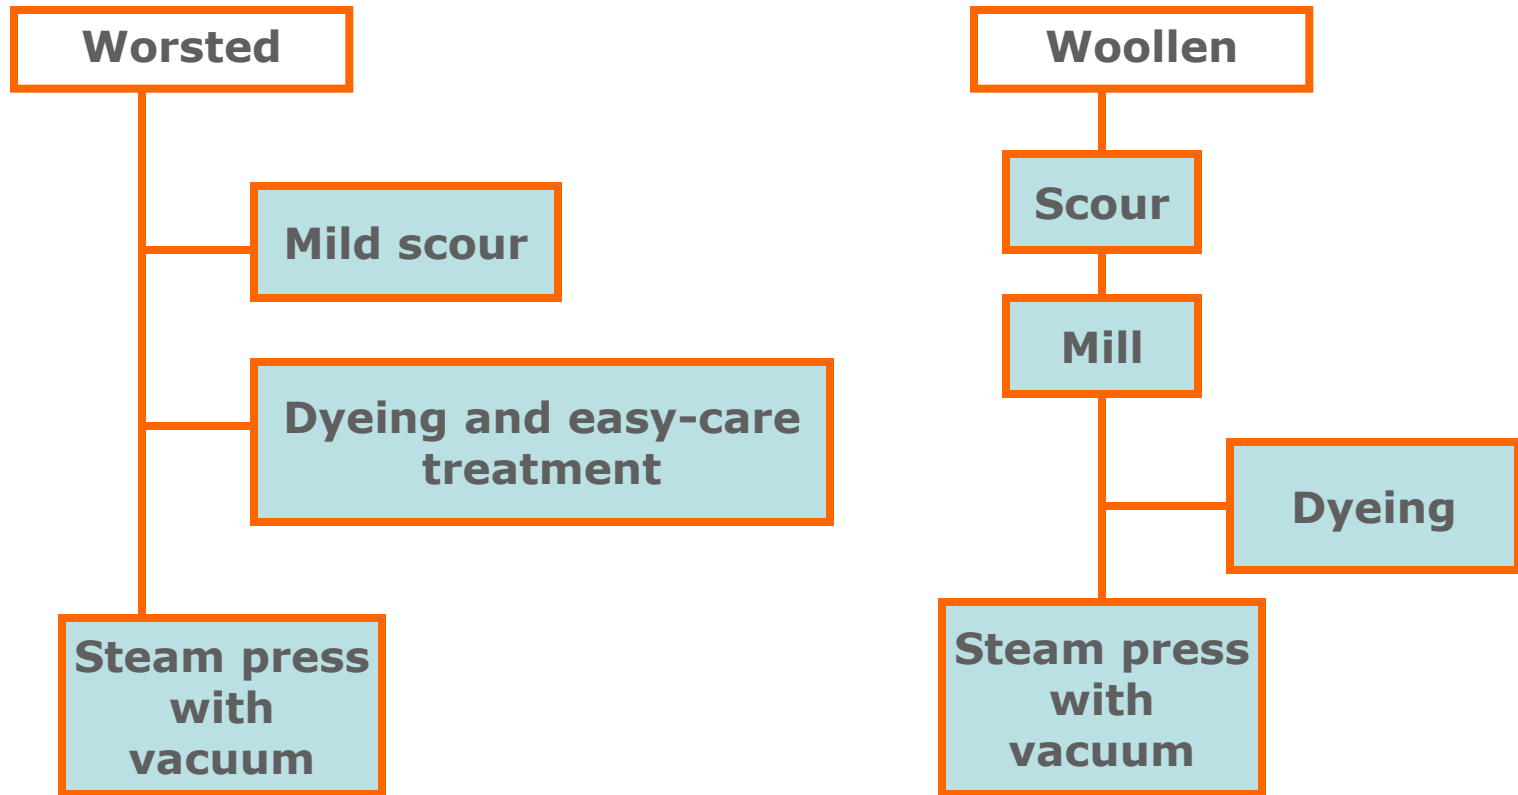 Worsted
Mild scour
Dyeing and easy-care
treatment
Steam press
with
vacuum
Woollen
Scour
Mill
Dyeing
Steam press
with
vacuum